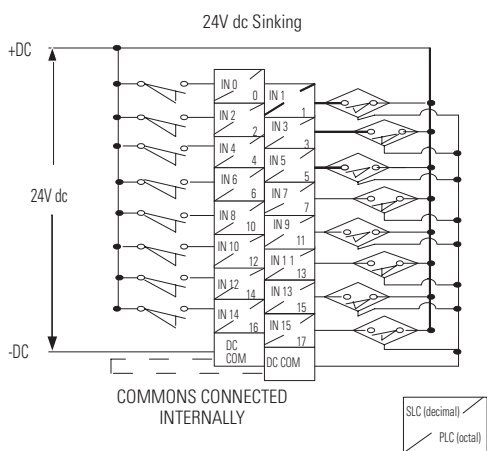 24V dc Sinking
+DC
24V dc
-DC
IN 0 0
IN 1 1
IN 2 2
IN 3 3
IN 4 4
IN 5 5
IN 6 6
IN 7 7
IN 8 10
IN 9 11
IN 10 12
IN 11 13
IN 12 14
IN 13 15
IN 14 16
IN 15 17
DC
COM
DC COM
COMMONS CONNECTED
INTERNALLY
SLC (decimal)
PLC (octal)